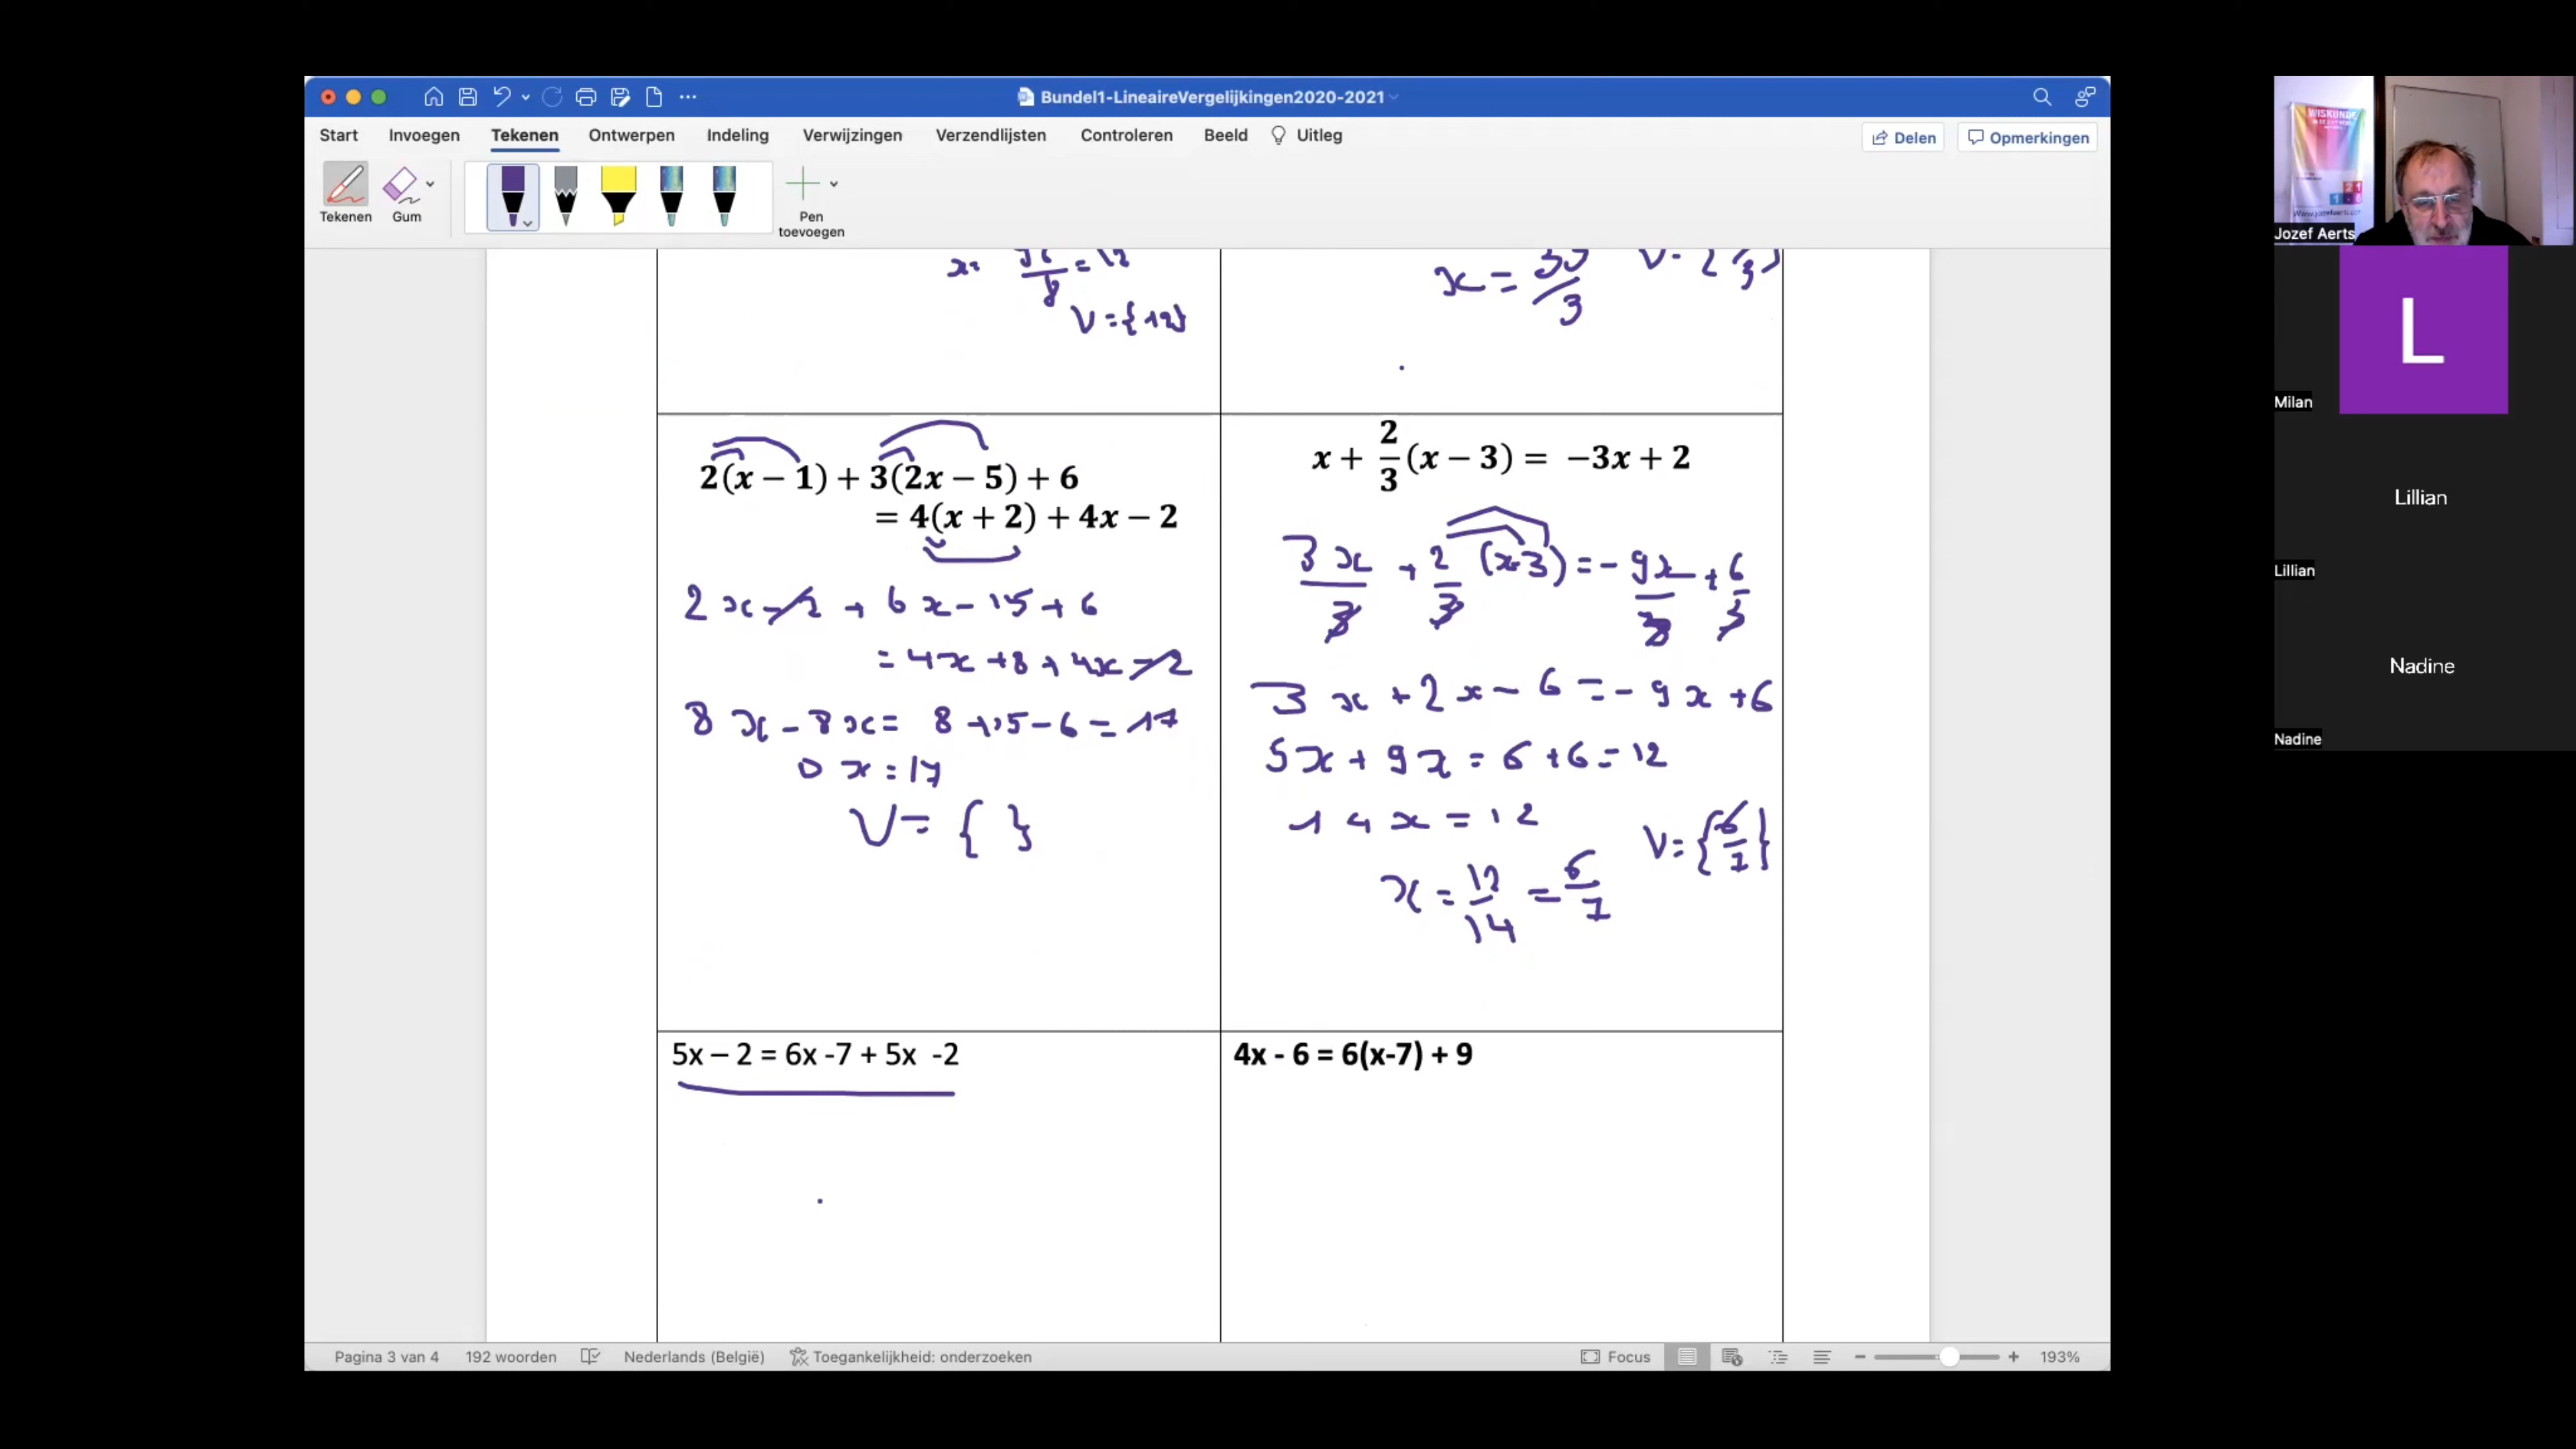 Bundel1-LineaireVergelijkingen2020-2021
Start Invoegen Tekenen Ontwerpen Indeling Verwijzingen Verzendlijsten Controleren Beeld Uitleg
Delen Opmerkingen
Tekenen Gum Pen toevoegen
V = {12}
x = 
2(x − 1) + 3(2x − 5) + 6
= 4(x + 2) + 4x − 2
2x - 2 + 6x - 15 + 6
= 4x + 8 + 4x - 2
8x - 8x = 8 + 15 - 6 = 17
0x = 17
V = { }
x + 2/3 (x − 3) = −3x + 2
3x/3 + 2/3 (x-3) = - 9x/3 + 6/3
3x + 2x - 6 = - 9x + 6
5x + 9x = 6 + 6 = 12
14x = 12
x = 12/14 = 6/7
V = {6/7}
5x – 2 = 6x -7 + 5x -2
4x - 6 = 6(x-7) + 9
Pagina 3 van 4 192 woorden Nederlands (België) Toegankelijkheid: onderzoeken Focus 193%
WISKUNDE
Jozef Aerts
L
Milan
Lillian
Lillian
Nadine
Nadine